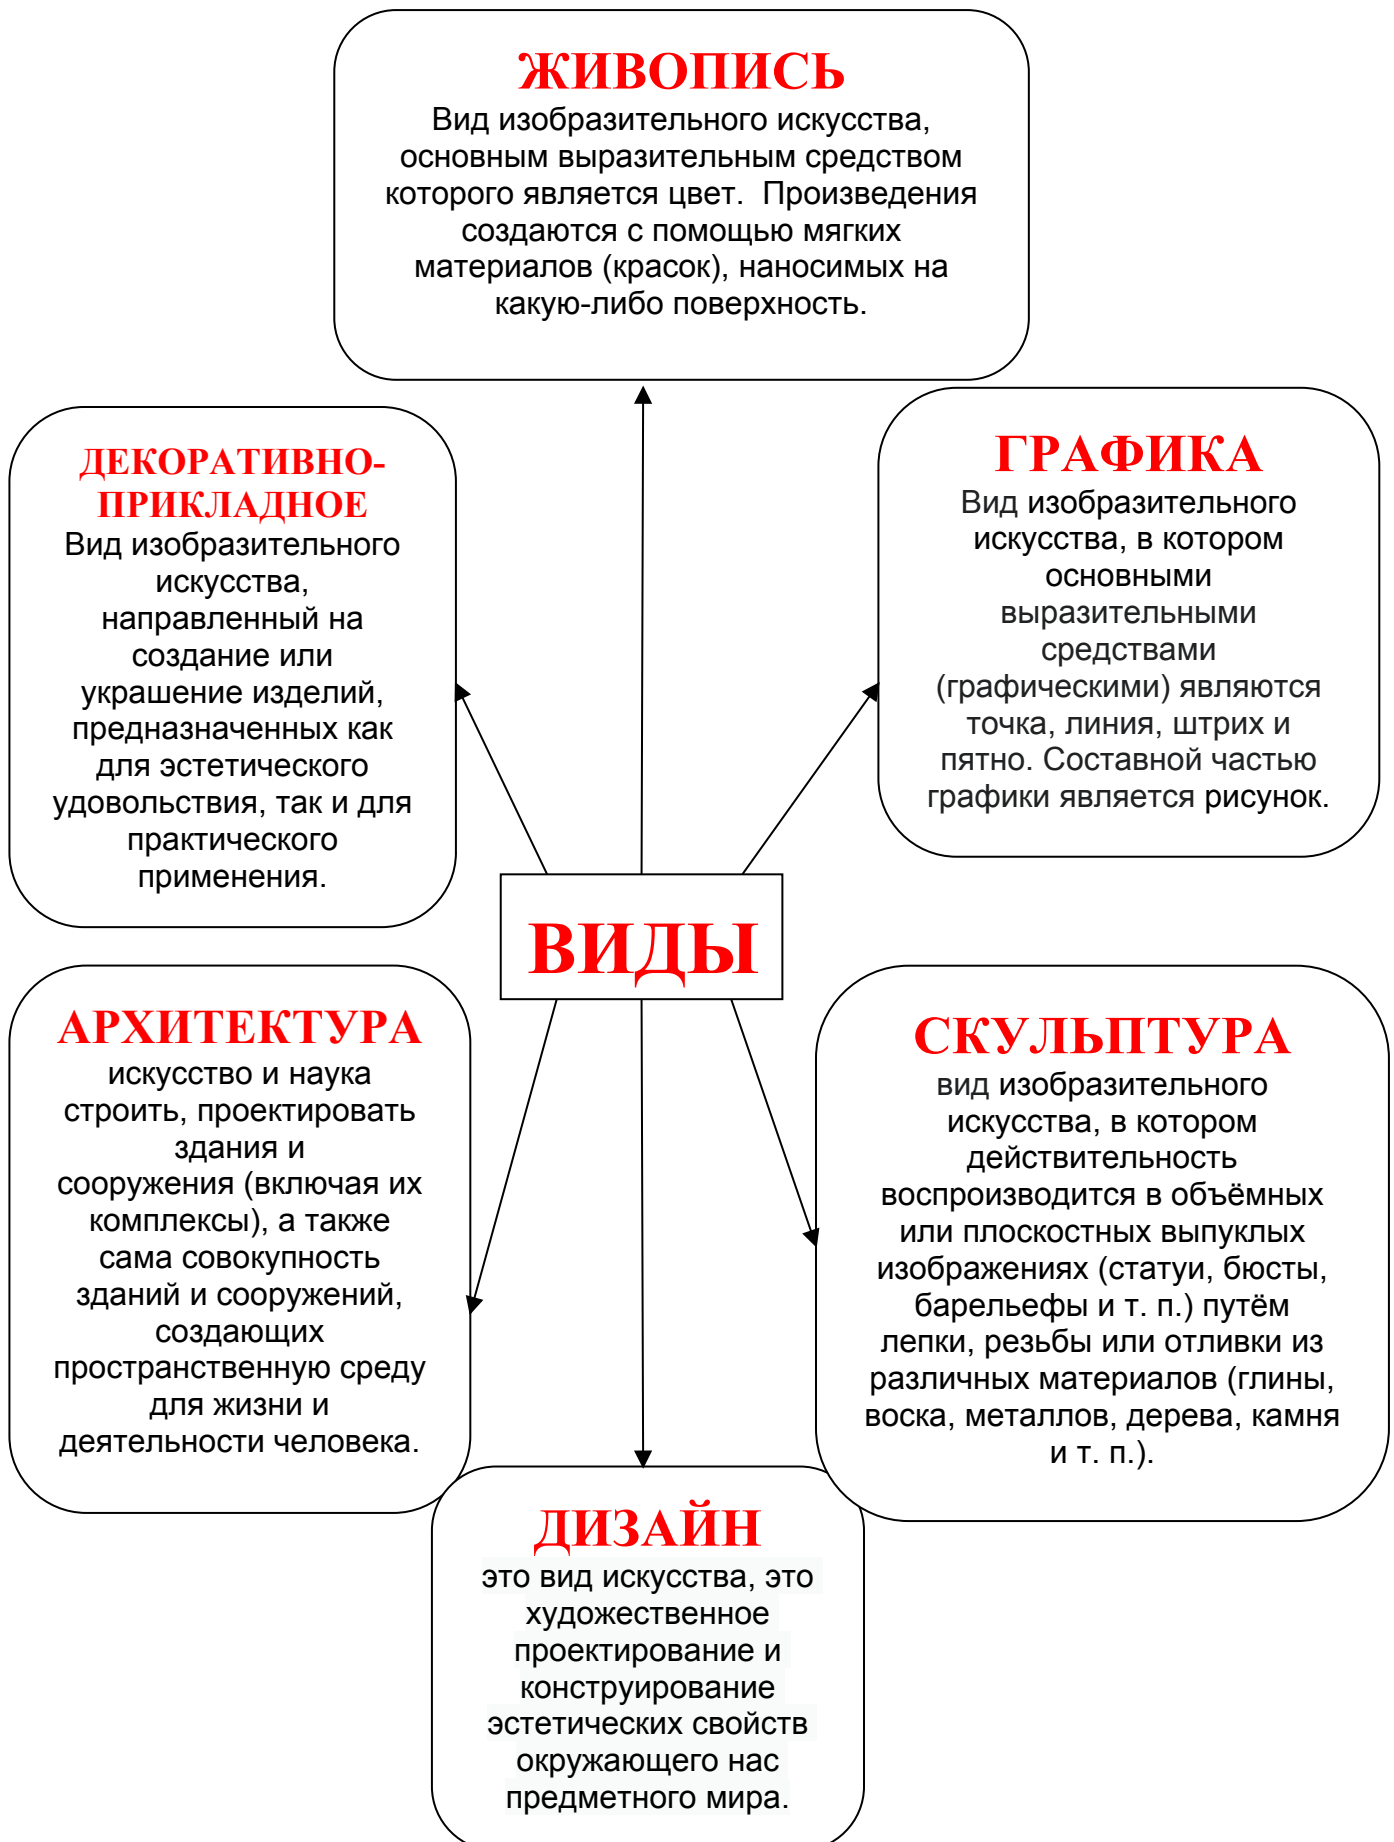 ЖИВОПИСЬ
Вид изобразительного искусства,
основным выразительным средством
которого является цвет.  Произведения
создаются с помощью мягких
материалов (красок), наносимых на
какую-либо поверхность.
ДЕКОРАТИВНО-
ПРИКЛАДНОЕ
Вид изобразительного
искусства,
направленный на
создание или
украшение изделий,
предназначенных как
для эстетического
удовольствия, так и для
практического
применения.
ГРАФИКА
Вид изобразительного
искусства, в котором
основными
выразительными
средствами
(графическими) являются
точка, линия, штрих и
пятно. Составной частью
графики является рисунок.
ВИДЫ
АРХИТЕКТУРА
искусство и наука
строить, проектировать
здания и
сооружения (включая их
комплексы), а также
сама совокупность
зданий и сооружений,
создающих
пространственную среду
для жизни и
деятельности человека.
СКУЛЬПТУРА
вид изобразительного
искусства, в котором
действительность
воспроизводится в объёмных
или плоскостных выпуклых
изображениях (статуи, бюсты,
барельефы и т. п.) путём
лепки, резьбы или отливки из
различных материалов (глины,
воска, металлов, дерева, камня
и т. п.).
ДИЗАЙН
это вид искусства, это
художественное
проектирование и
конструирование
эстетических свойств
окружающего нас
предметного мира.